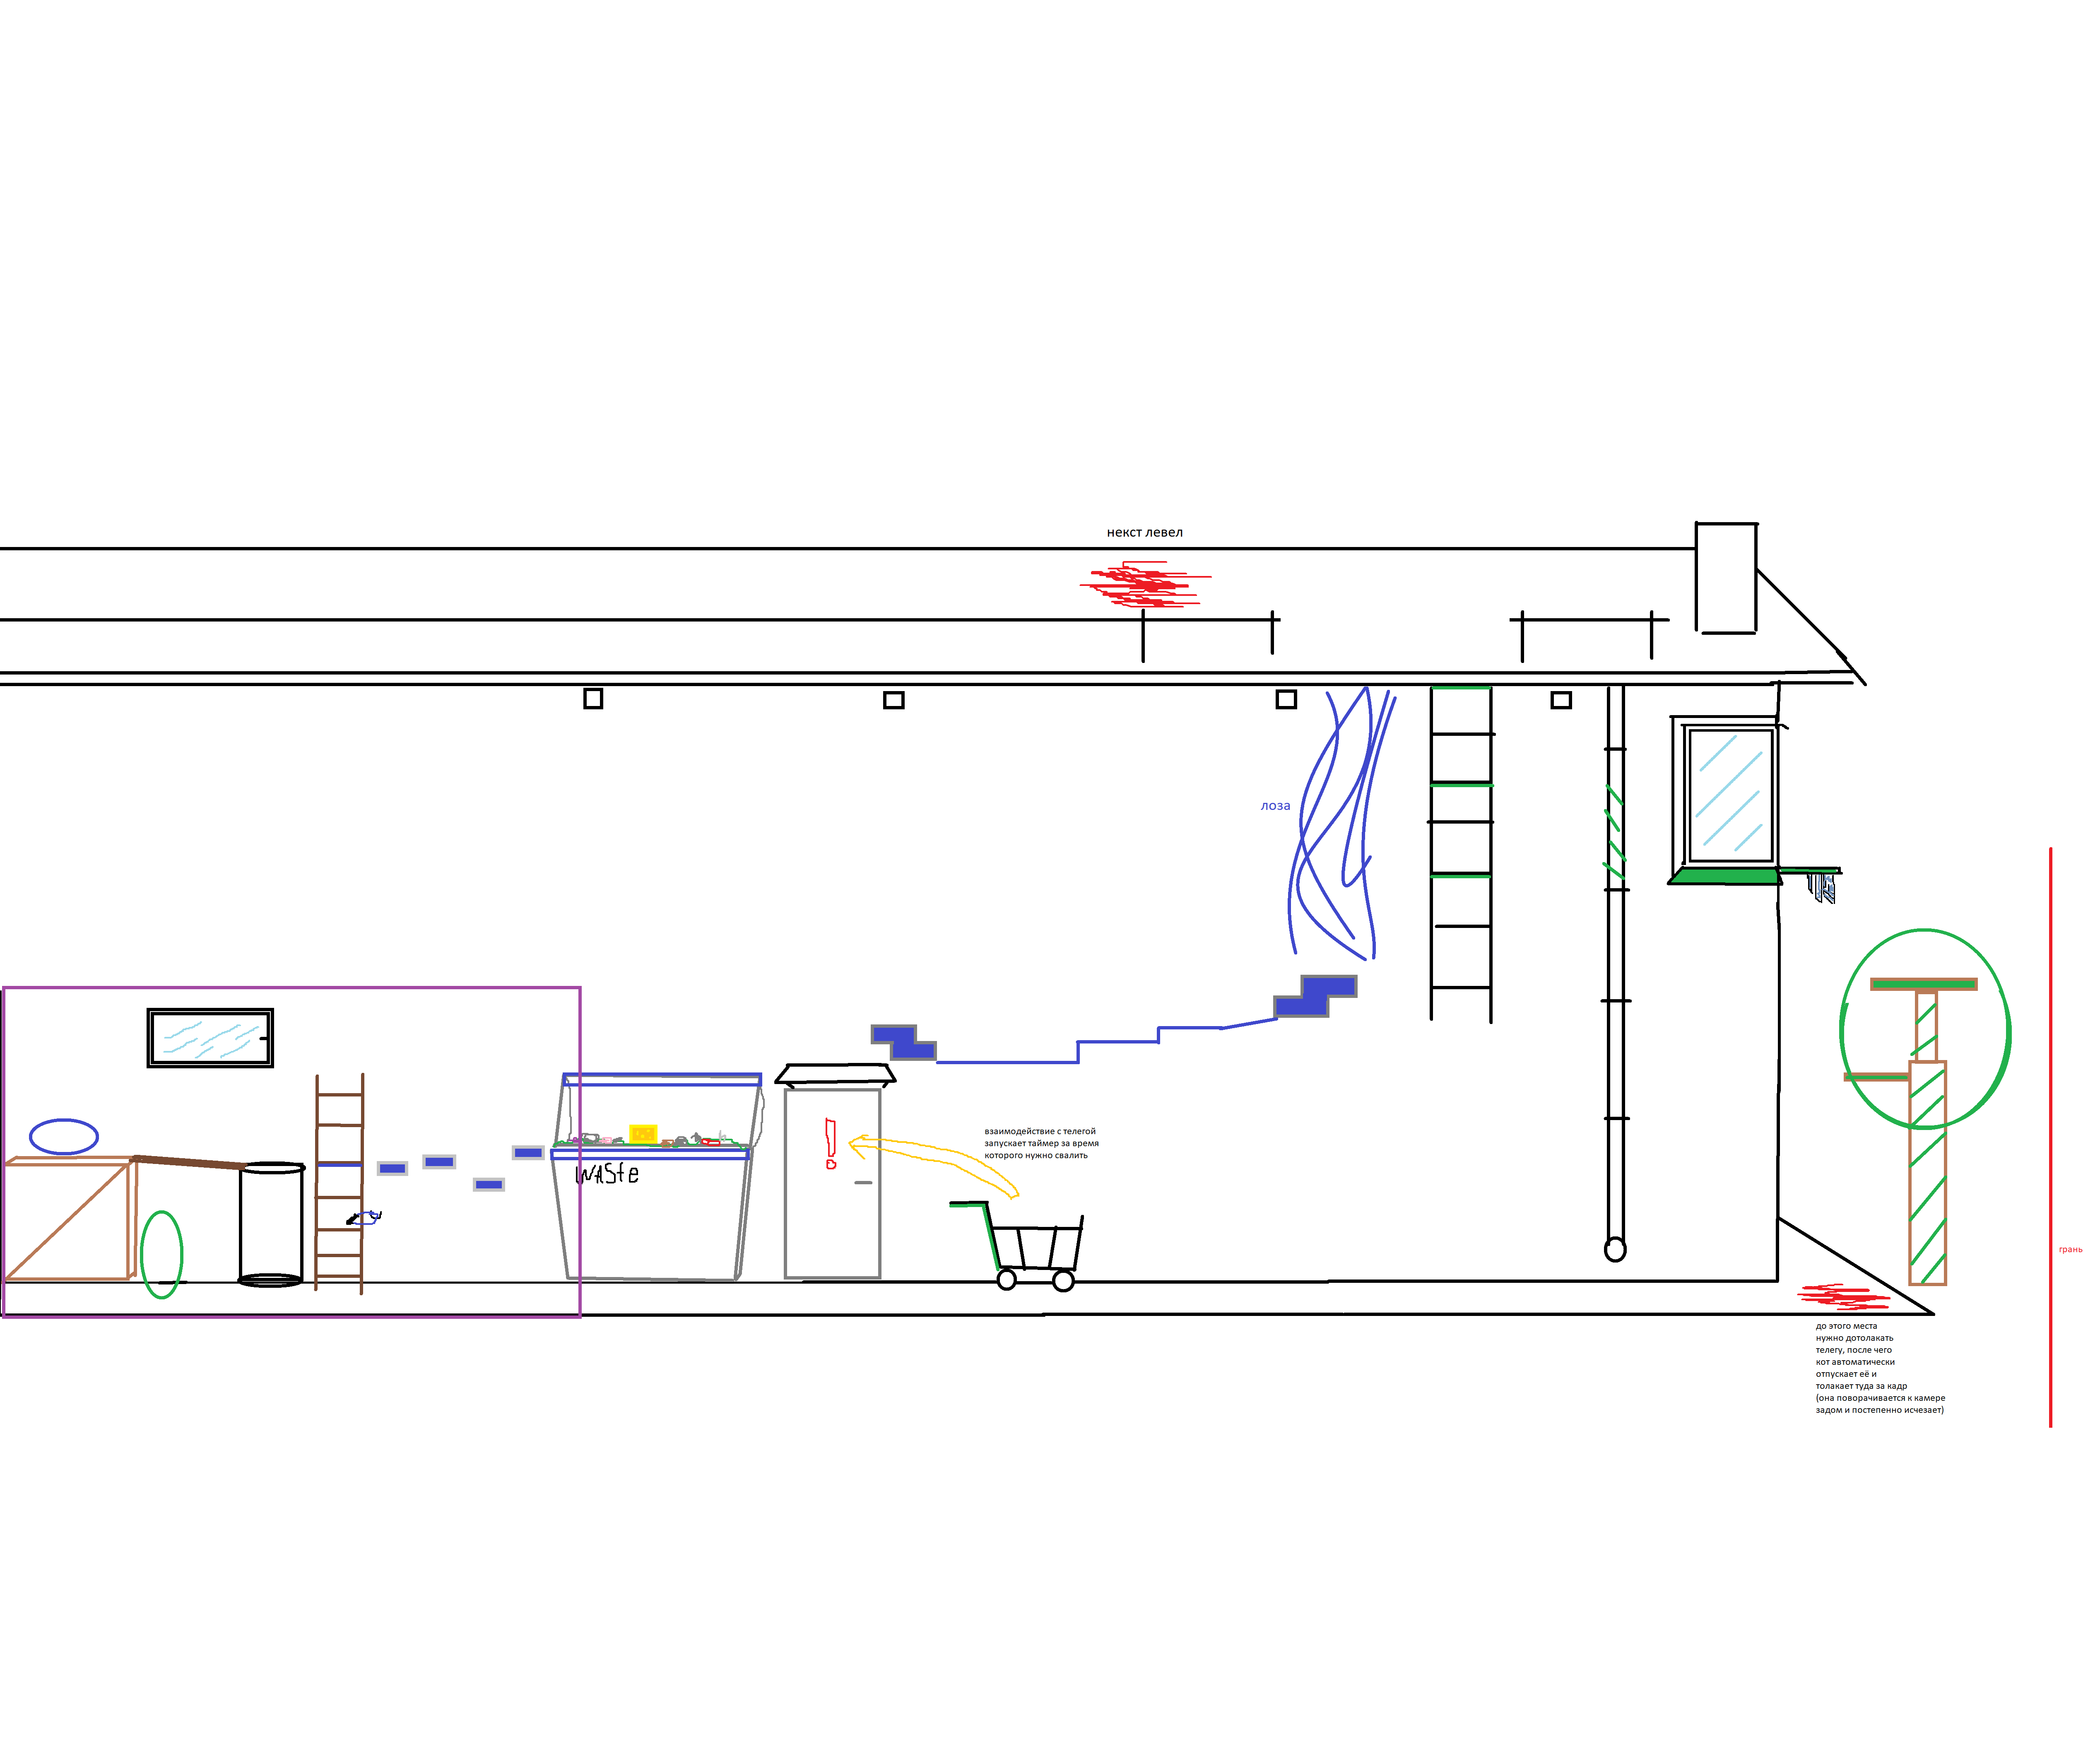 некст левел
лоза
взаимодействие с телегой
запускает таймер за время
которого нужно свалить
WASte
!
грань
до этого места
нужно дотолакать
телегу, после чего
кот автоматически
отпускает её и
толакает туда за кадр
(она поворачивается к камере
задом и постепенно исчезает)